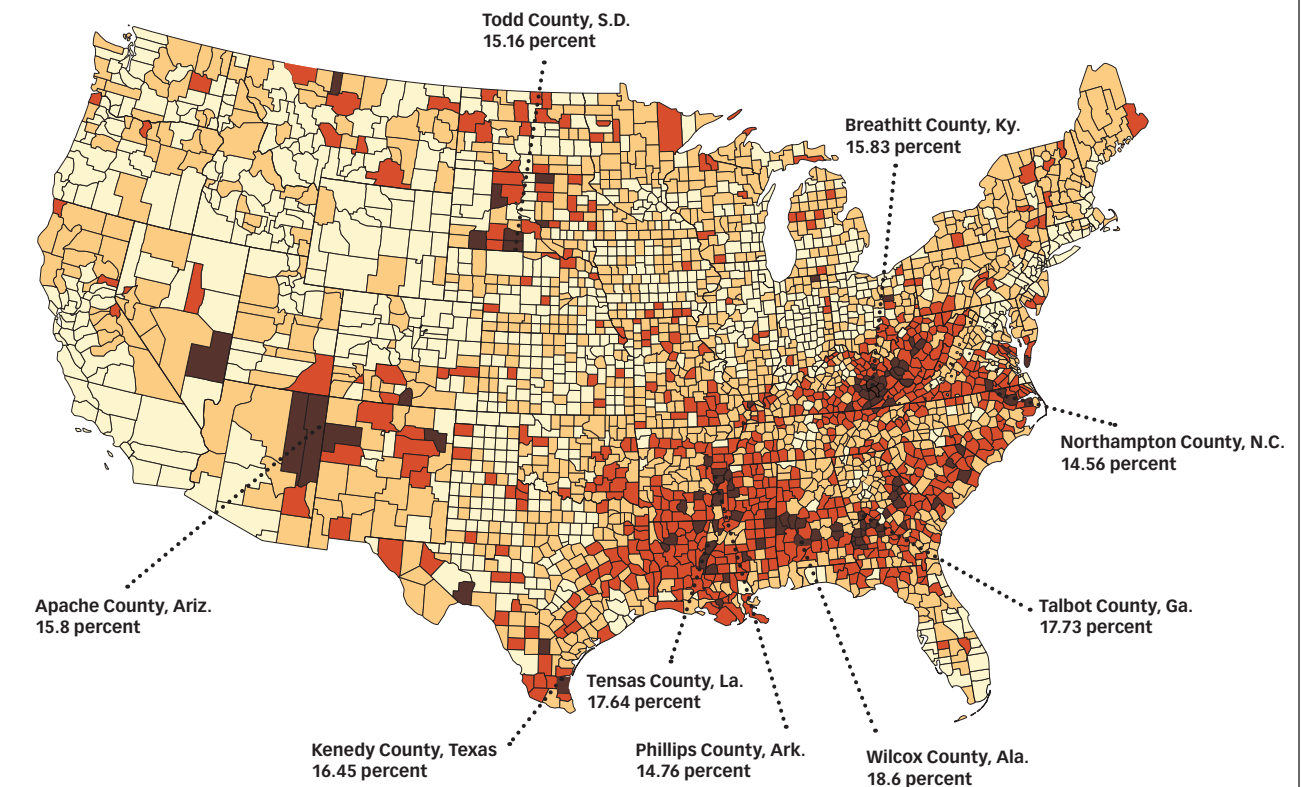 Todd County, S.D.
15.16 percent
Breathitt County, Ky.
15.83 percent
Northampton County, N.C.
14.56 percent
Apache County, Ariz.
15.8 percent
Talbot County, Ga.
17.73 percent
Tensas County, La.
17.64 percent
Kenedy County, Texas
16.45 percent
Phillips County, Ark.
14.76 percent
Wilcox County, Ala.
18.6 percent